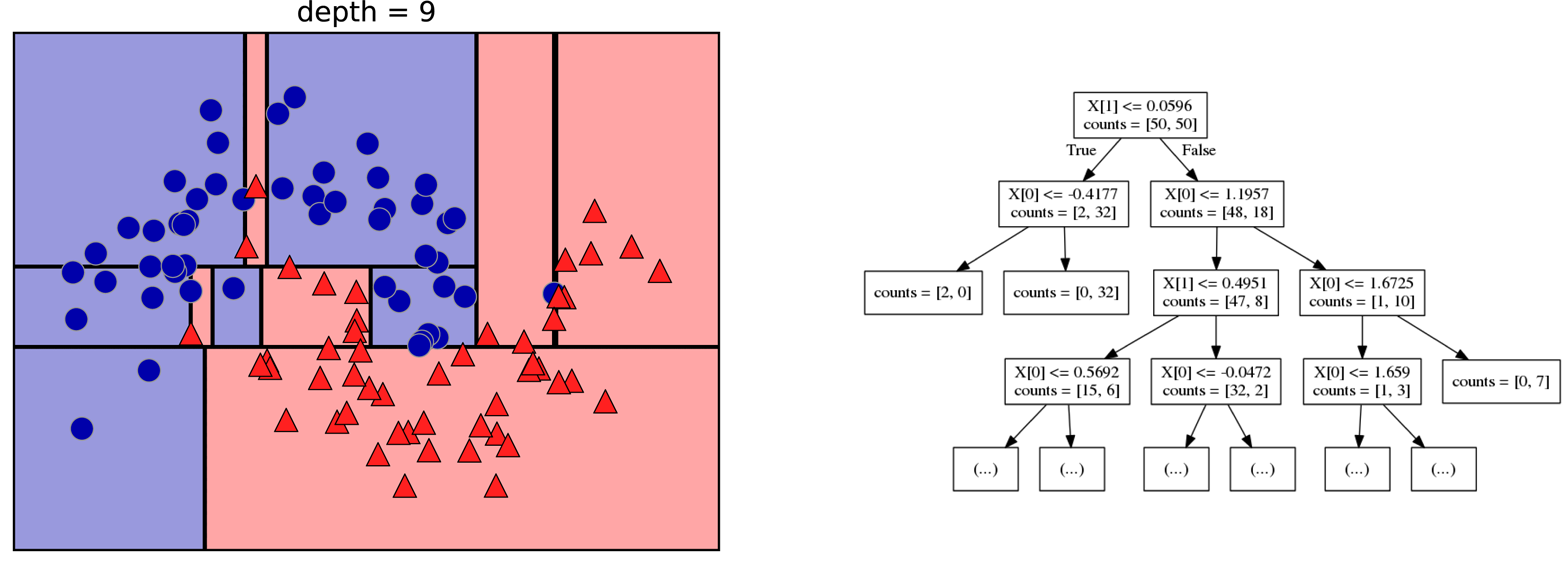 depth = 9
X[1] <= 0.0596
counts = [50, 50]
True
False
X[0] <= -0.4177
counts = [2, 32]
X[0] <= 1.1957
counts = [48, 18]
counts = [2, 0]
counts = [0, 32]
X[1] <= 0.4951
counts = [47, 8]
X[0] <= 1.6725
counts = [1, 10]
X[0] <= 0.5692
counts = [15, 6]
X[0] <= -0.0472
counts = [32, 2]
X[0] <= 1.659
counts = [1, 3]
counts = [0, 7]
(...)
(...)
(...)
(...)
(...)
(...)